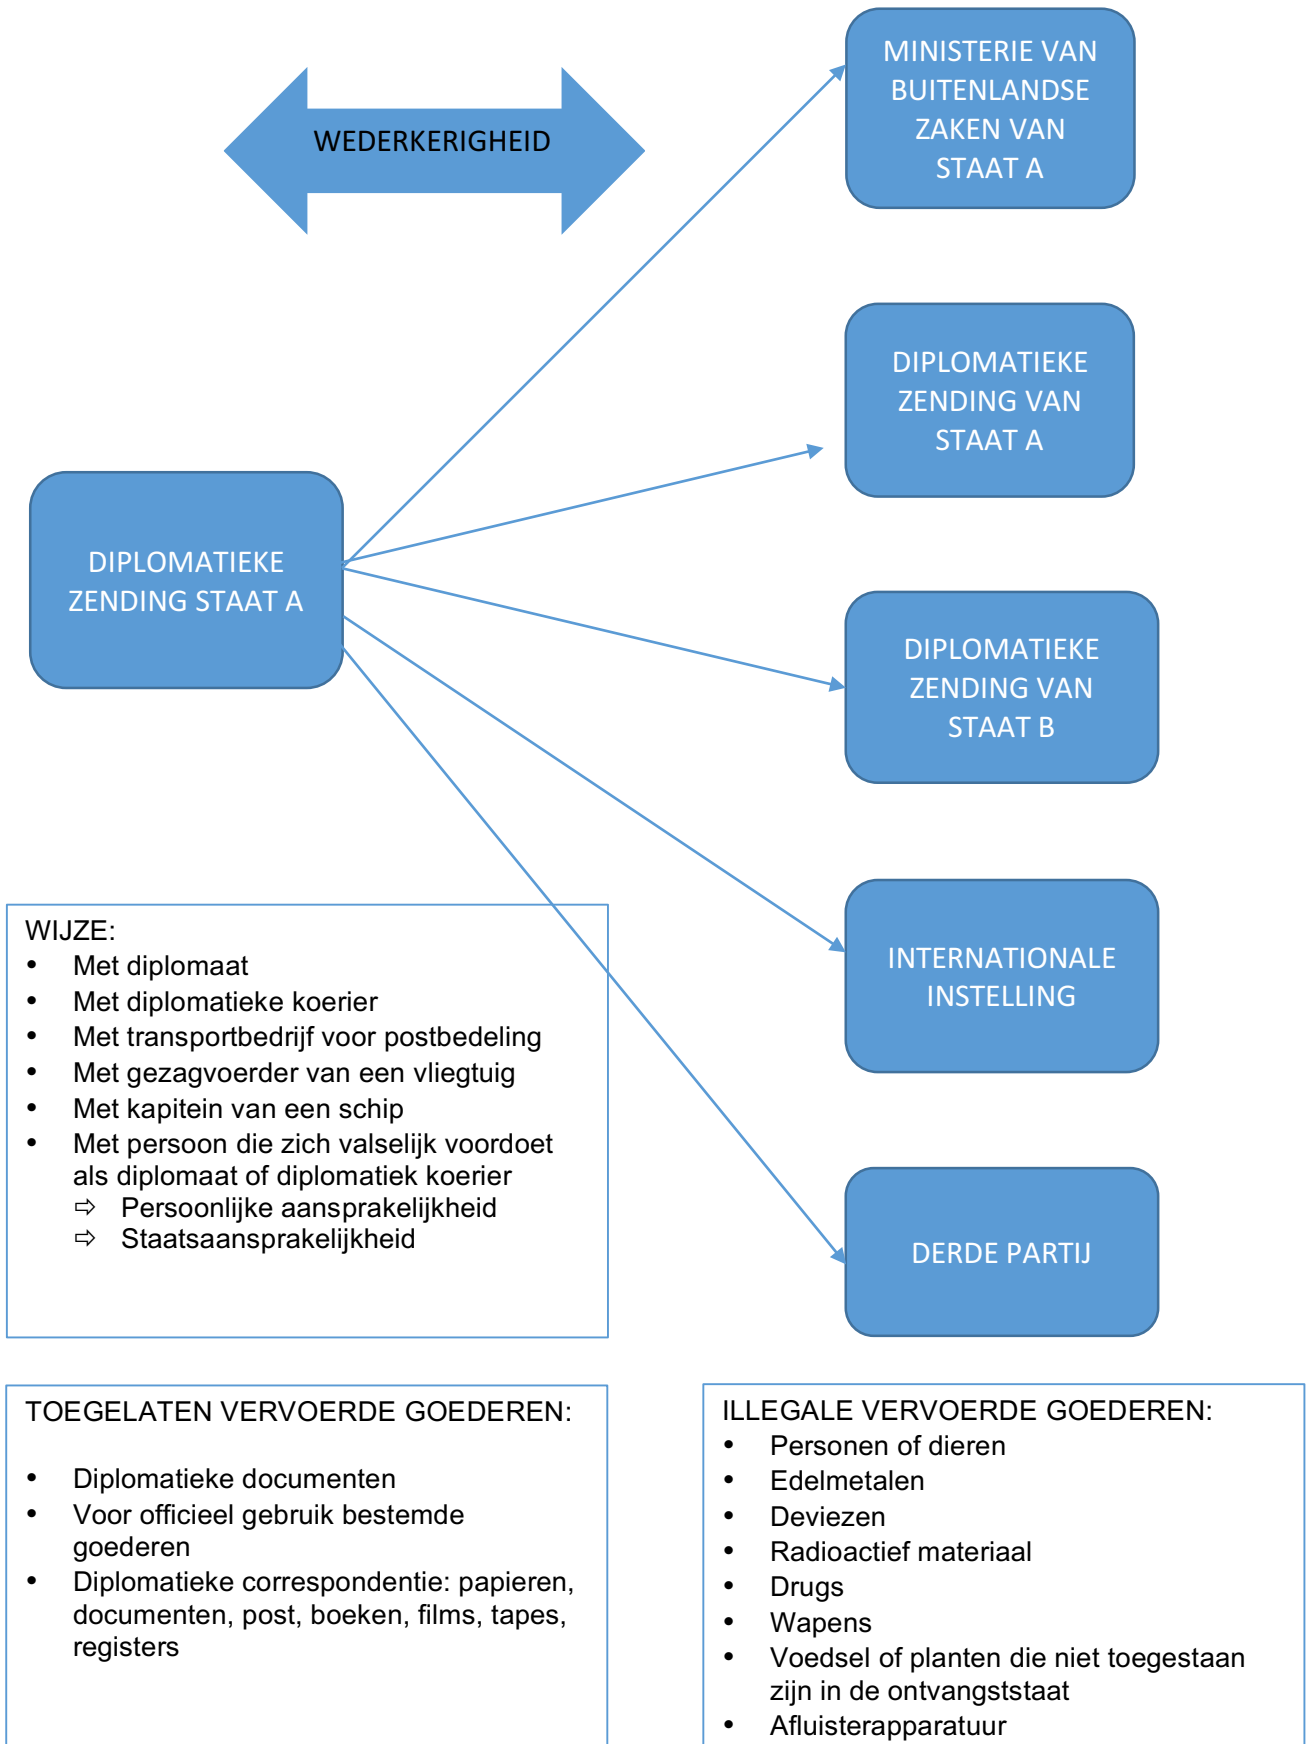 WEDERKERIGHEID
MINISTERIE VAN
BUITENLANDSE
ZAKEN VAN
STAAT A
DIPLOMATIEKE
ZENDING VAN
STAAT A
DIPLOMATIEKE
ZENDING STAAT A
DIPLOMATIEKE
ZENDING VAN
STAAT B
INTERNATIONALE
INSTELLING
DERDE PARTIJ
WIJZE:
• Met diplomaat
• Met diplomatieke koerier
• Met transportbedrijf voor postbedeling
• Met gezagvoerder van een vliegtuig
• Met kapitein van een schip
• Met persoon die zich valselijk voordoet
als diplomaat of diplomatiek koerier
⇨ Persoonlijke aansprakelijkheid
⇨ Staatsaansprakelijkheid
TOEGELATEN VERVOERDE GOEDEREN:
• Diplomatieke documenten
• Voor officieel gebruik bestemde
goederen
• Diplomatieke correspondentie: papieren,
documenten, post, boeken, films, tapes,
registers
ILLEGALE VERVOERDE GOEDEREN:
• Personen of dieren
• Edelmetalen
• Deviezen
• Radioactief materiaal
• Drugs
• Wapens
• Voedsel of planten die niet toegestaan
zijn in de ontvangststaat
• Afluisterapparatuur